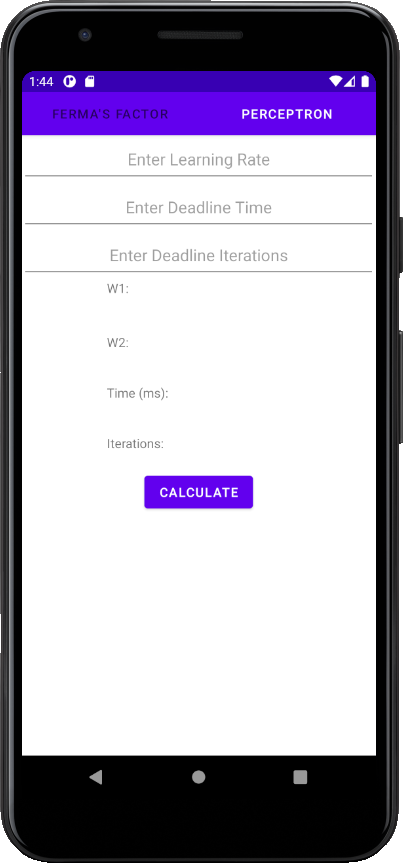 1:44
FERMA'S FACTOR
PERCEPTRON
Enter Learning Rate
Enter Deadline Time
Enter Deadline Iterations
W1:
W2:
Time (ms):
Iterations:
CALCULATE